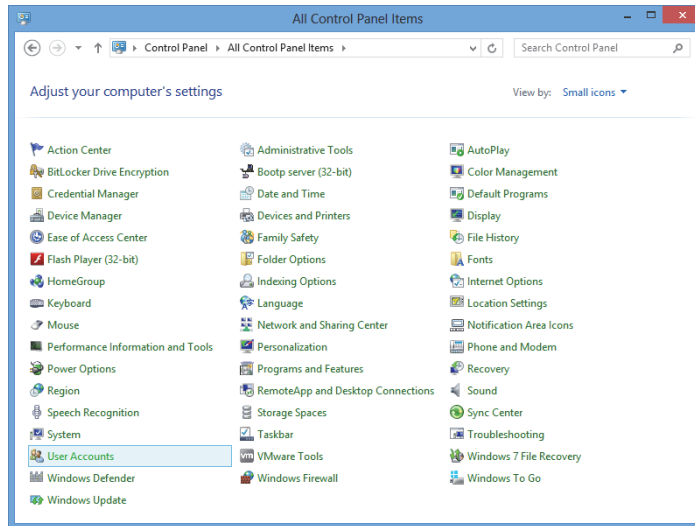 All Control Panel Items
Control Panel All Control Panel Items Search Control Panel
Adjust your computer's settings View by: Small icons
Action Center Administrative Tools AutoPlay
BitLocker Drive Encryption Bootp server (32-bit) Color Management
Credential Manager Date and Time Default Programs
Device Manager Devices and Printers Display
Ease of Access Center Family Safety File History
Flash Player (32-bit) Folder Options Fonts
HomeGroup Indexing Options Internet Options
Keyboard Language Location Settings
Mouse Network and Sharing Center Notification Area Icons
Performance Information and Tools Personalization Phone and Modem
Power Options Programs and Features Recovery
Region RemoteApp and Desktop Connections Sound
Speech Recognition Storage Spaces Sync Center
System Taskbar Troubleshooting
User Accounts vm VMware Tools Windows 7 File Recovery
Windows Defender Windows Firewall Windows To Go
Windows Update